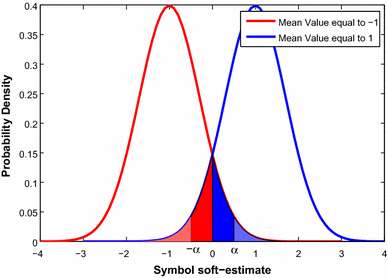 Mean Value equal to −1
Mean Value equal to 1
0.4
0.35
0.3
0.25
0.2
0.15
0.1
0.05
0
Probability Density
−4 −3 −2 −1 −α 0 α 1 2 3 4
Symbol soft−estimate